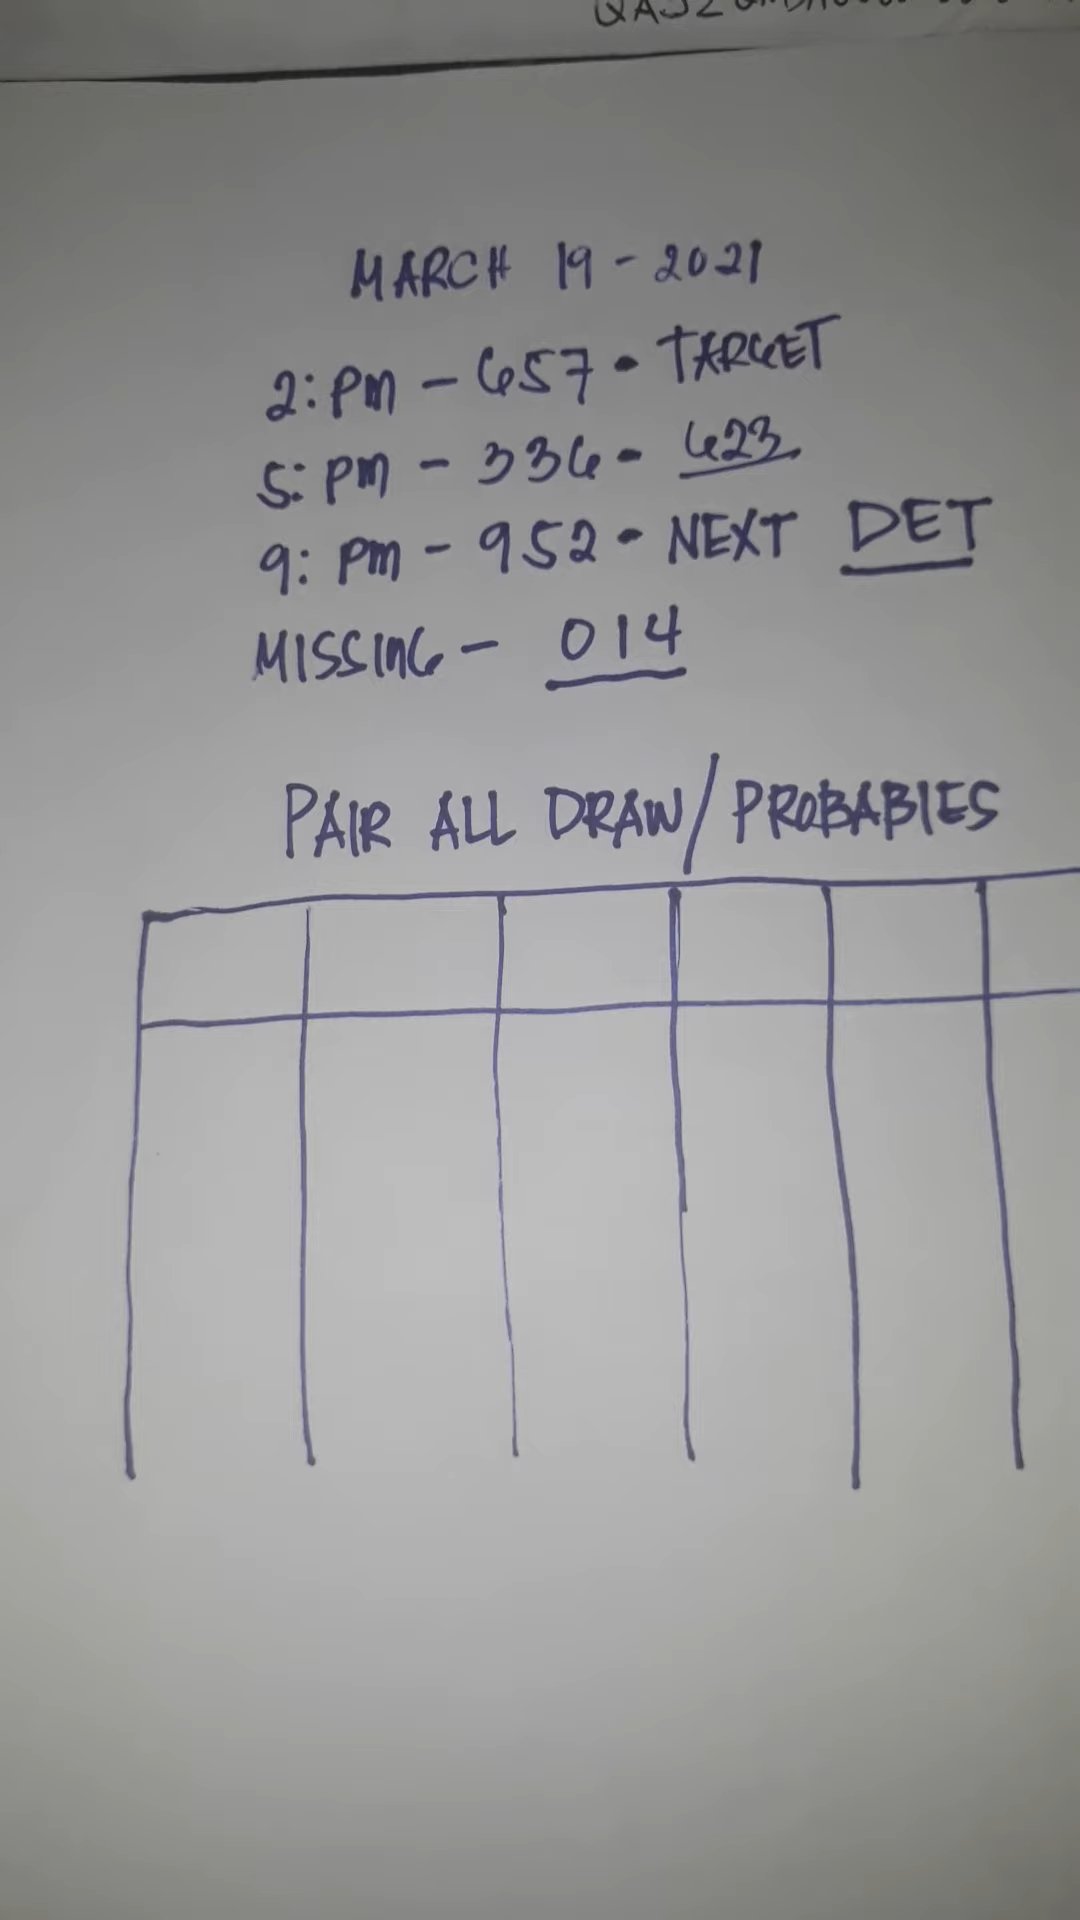 MARCH 19-2021
2:PM - 657 - TARGET
5:PM - 336 - 623
9:PM - 952 - NEXT DET
MISSING - 014
PAIR ALL DRAW/PROBABIES